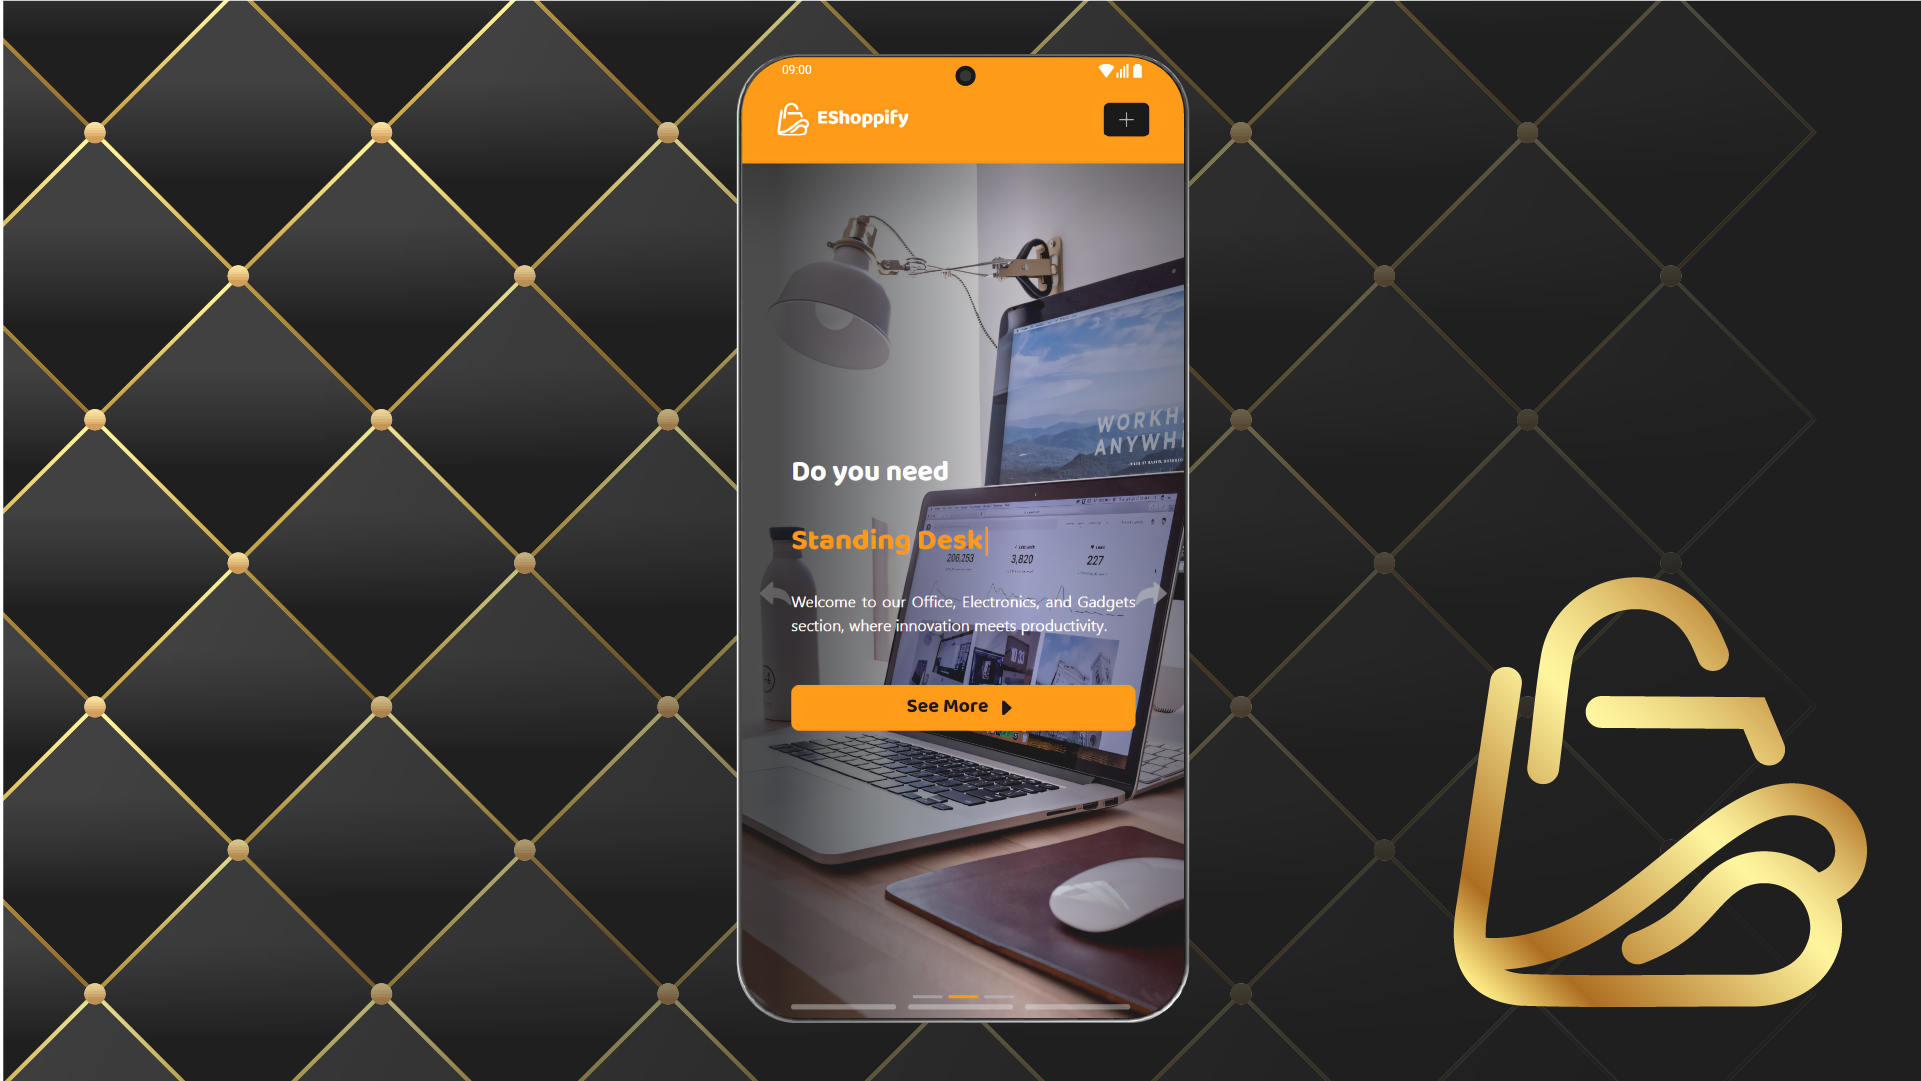 09:00
EShoppify
WORKH
ANYWH
Do you need
Standing Desk
206,253
3,820
227
Welcome to our Office, Electronics, and Gadgets
section, where innovation meets productivity.
See More